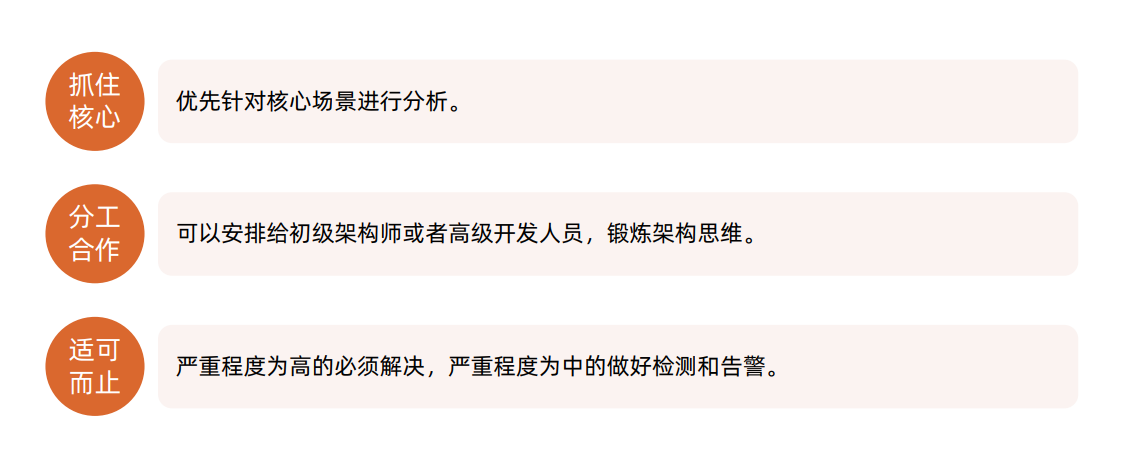 抓住
核心
优先针对核心场景进行分析。
分工
合作
可以安排给初级架构师或者高级开发人员，锻炼架构思维。
适可
而止
严重程度为高的必须解决，严重程度为中的做好检测和告警。